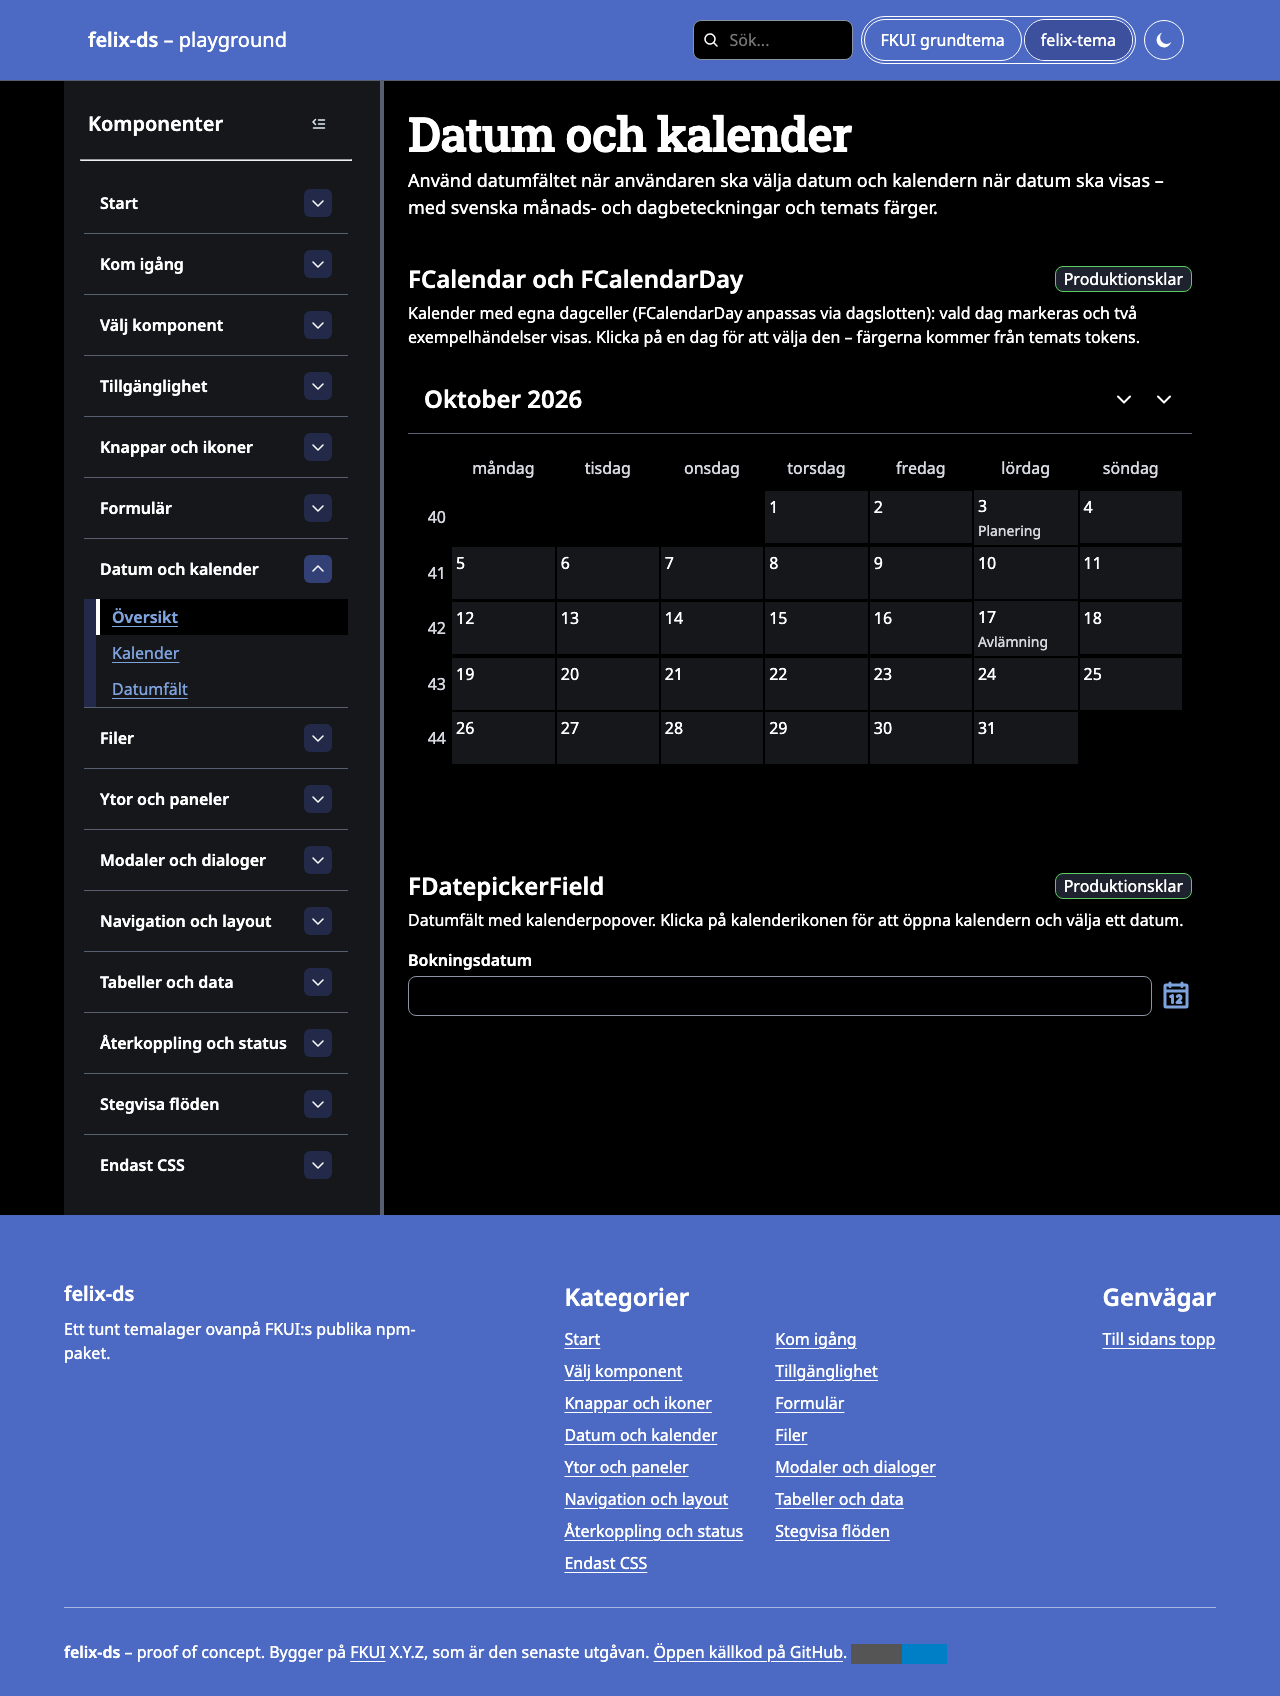 felix-ds – playground
Sök...
FKUI grundtema
felix-tema
Komponenter
Start
Kom igång
Välj komponent
Tillgänglighet
Knappar och ikoner
Formulär
Datum och kalender
Översikt
Kalender
Datumfält
Filer
Ytor och paneler
Modaler och dialoger
Navigation och layout
Tabeller och data
Återkoppling och status
Stegvisa flöden
Endast CSS
Datum och kalender
Använd datumfältet när användaren ska välja datum och kalendern när datum ska visas –
med svenska månads- och dagbeteckningar och temats färger.
FCalendar och FCalendarDay
Produktionsklar
Kalender med egna dagceller (FCalendarDay anpassas via dagslotten): vald dag markeras och två
exempelhändelser visas. Klicka på en dag för att välja den – färgerna kommer från temats tokens.
Oktober 2026
måndag tisdag onsdag torsdag fredag lördag söndag
40 1 2 3 4
Planering
41 5 6 7 8 9 10 11
42 12 13 14 15 16 17 18
Avlämning
43 19 20 21 22 23 24 25
44 26 27 28 29 30 31
FDatepickerField
Produktionsklar
Datumfält med kalenderpopover. Klicka på kalenderikonen för att öppna kalendern och välja ett datum.
Bokningsdatum
12
felix-ds
Ett tunt temalager ovanpå FKUI:s publika npm-
paket.
Kategorier
Start
Kom igång
Välj komponent
Tillgänglighet
Knappar och ikoner
Formulär
Datum och kalender
Filer
Ytor och paneler
Modaler och dialoger
Navigation och layout
Tabeller och data
Återkoppling och status
Stegvisa flöden
Endast CSS
Genvägar
Till sidans topp
felix-ds – proof of concept. Bygger på FKUI X.Y.Z, som är den senaste utgåvan. Öppen källkod på GitHub.